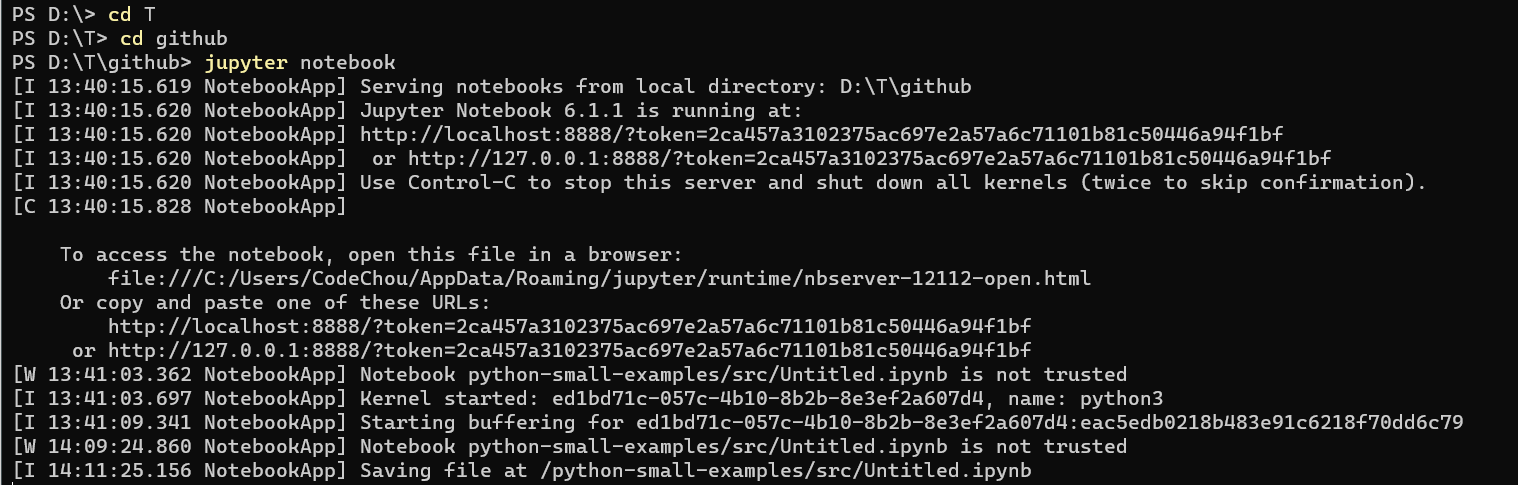 PS D:\> cd T
PS D:\T> cd github
PS D:\T\github> jupyter notebook
[I 13:40:15.619 NotebookApp] Serving notebooks from local directory: D:\T\github
[I 13:40:15.620 NotebookApp] Jupyter Notebook 6.1.1 is running at:
[I 13:40:15.620 NotebookApp] http://localhost:8888/?token=2ca457a3102375ac697e2a57a6c71101b81c50446a94f1bf
[I 13:40:15.620 NotebookApp]  or http://127.0.0.1:8888/?token=2ca457a3102375ac697e2a57a6c71101b81c50446a94f1bf
[I 13:40:15.620 NotebookApp] Use Control-C to stop this server and shut down all kernels (twice to skip confirmation).
[C 13:40:15.828 NotebookApp]
    To access the notebook, open this file in a browser:
        file:///C:/Users/CodeChou/AppData/Roaming/jupyter/runtime/nbserver-12112-open.html
    Or copy and paste one of these URLs:
        http://localhost:8888/?token=2ca457a3102375ac697e2a57a6c71101b81c50446a94f1bf
     or http://127.0.0.1:8888/?token=2ca457a3102375ac697e2a57a6c71101b81c50446a94f1bf
[W 13:41:03.362 NotebookApp] Notebook python-small-examples/src/Untitled.ipynb is not trusted
[I 13:41:03.697 NotebookApp] Kernel started: ed1bd71c-057c-4b10-8b2b-8e3ef2a607d4, name: python3
[I 13:41:09.341 NotebookApp] Starting buffering for ed1bd71c-057c-4b10-8b2b-8e3ef2a607d4:eac5edb0218b483e91c6218f70dd6c79
[W 14:09:24.860 NotebookApp] Notebook python-small-examples/src/Untitled.ipynb is not trusted
[I 14:11:25.156 NotebookApp] Saving file at /python-small-examples/src/Untitled.ipynb